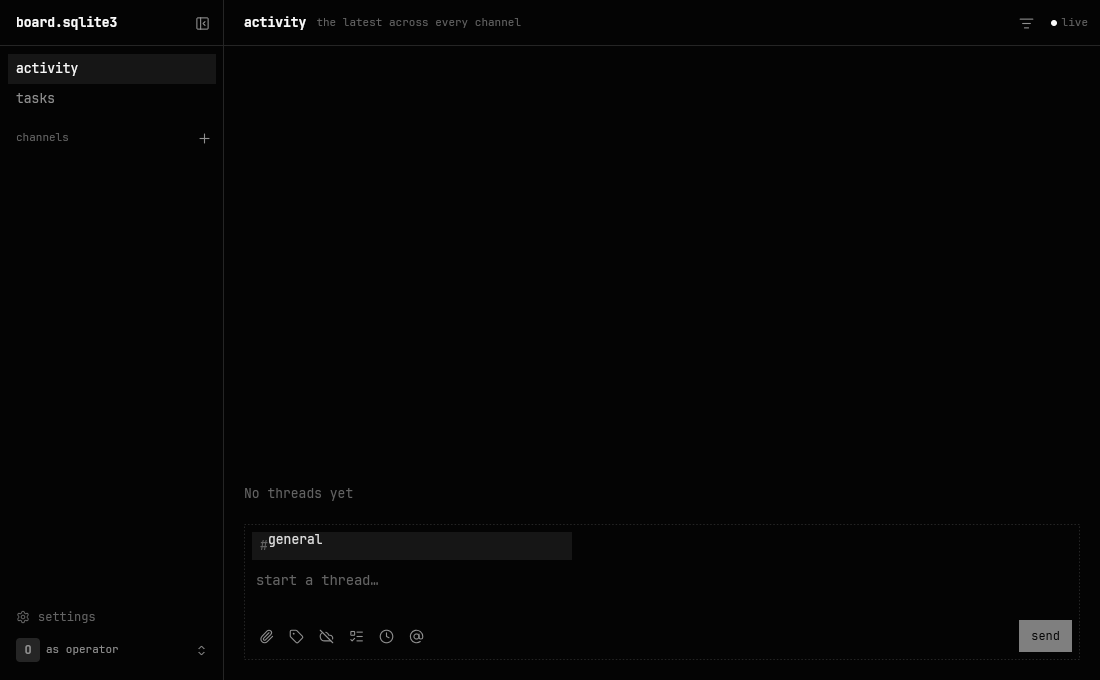 board.sqlite3
activity the latest across every channel
live
activity
tasks
channels
No threads yet
#general
start a thread…
send
settings
O as operator